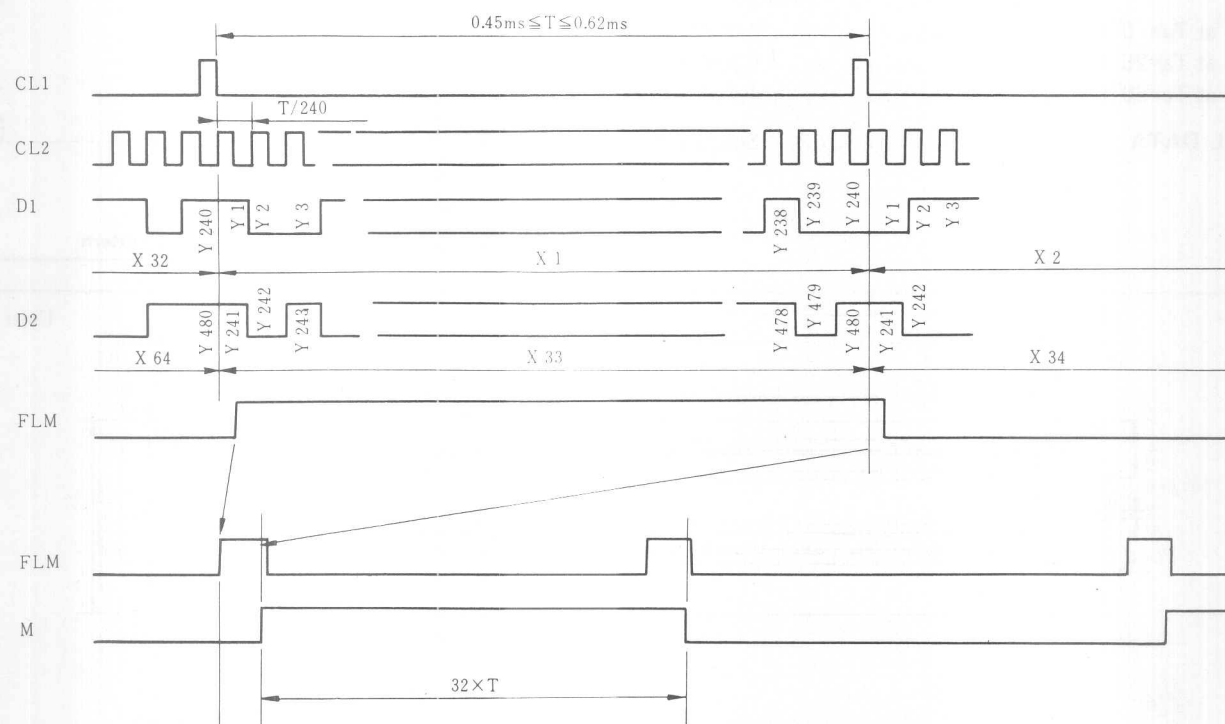 0.45ms≦T≦0.62ms
CL1
T/240
CL2
D1
Y 240
Y 1
Y 2
Y 3
Y 238
Y 239
Y 240
Y 1
Y 2
Y 3
X 32
X 1
X 2
D2
Y 480
Y 241
Y 242
Y 243
Y 478
Y 479
Y 480
Y 241
Y 242
X 64
X 33
X 34
FLM
FLM
M
32×T